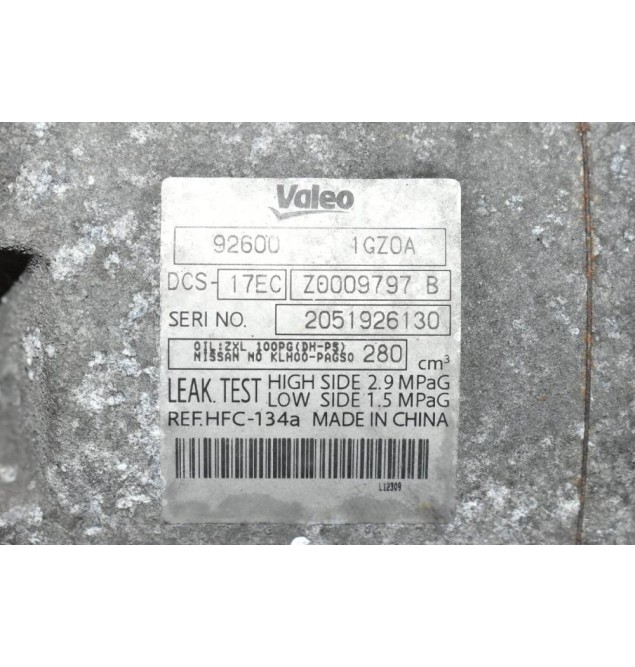 Valeo
92600 1GZ0A
DCS- 17EC Z0009797 B
SERI NO. 2051926130
OIL:ZXL 100PG(DH-PS)
NISSAN NO KLH00-PAGS0 280 cm³
LEAK. TEST HIGH SIDE 2.9 MPaG
LOW SIDE 1.5 MPaG
REF.HFC-134a MADE IN CHINA
L12309